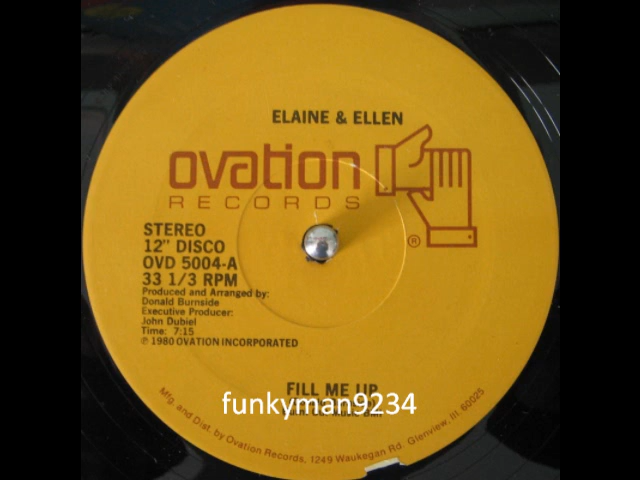 ELAINE & ELLEN
ovation
RECORDS
®
STEREO
12" DISCO
OVD 5004-A
33 1/3 RPM
Produced and Arranged by:
Donald Burnside
Executive Producer:
John Dubiel
Time: 7:15
℗ 1980 OVATION INCORPORATED
FILL ME UP
funkyman9234
Mfg. and Dist. by Ovation Records, 1249 Waukegan Rd. Glenview, Ill. 60025